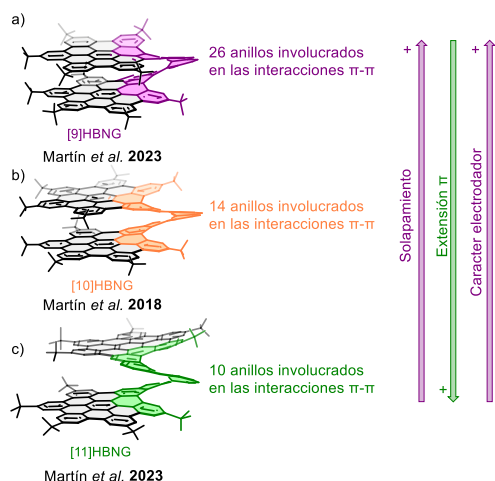 a)
26 anillos involucrados
en las interacciones π-π
[9]HBNG
Martín et al. 2023
b)
14 anillos involucrados
en las interacciones π-π
[10]HBNG
Martín et al. 2018
c)
10 anillos involucrados
en las interacciones π-π
[11]HBNG
Martín et al. 2023
+
Solapamiento
Extensión π
+
+
Caracter electrodador